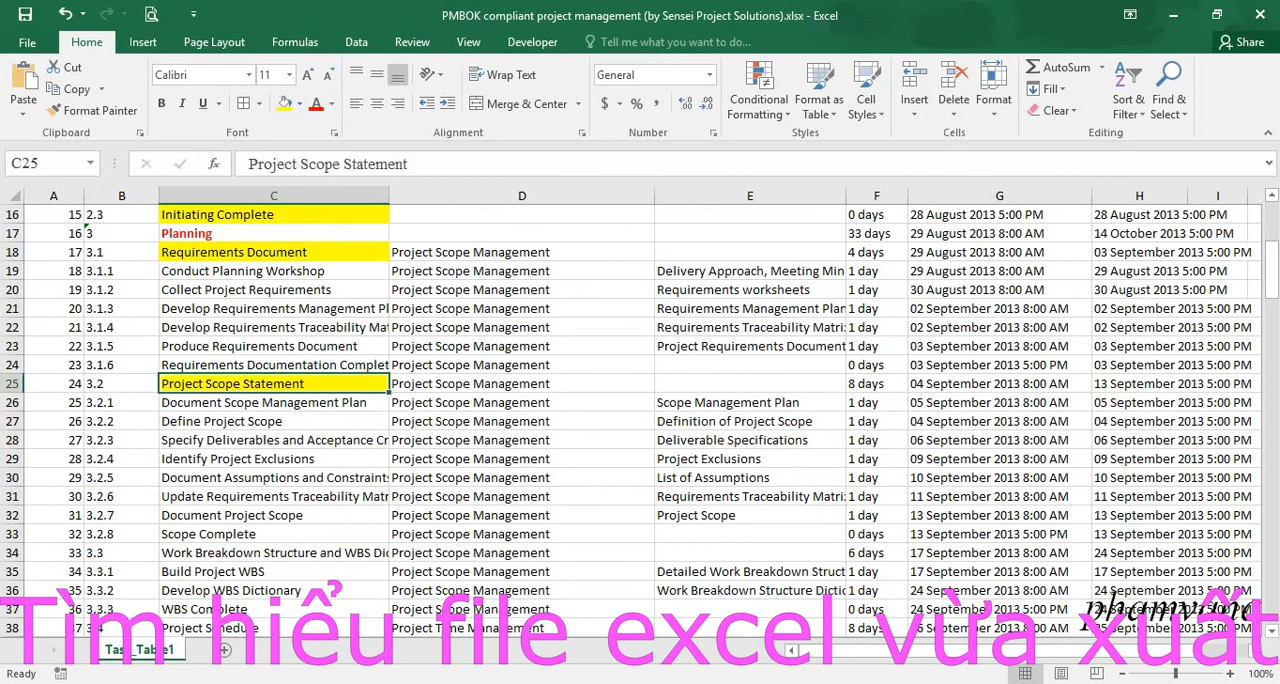 PMBOK compliant project management (by Sensei Project Solutions).xlsx - Excel
File Home Insert Page Layout Formulas Data Review View Developer Tell me what you want to do... Share
Cut
Copy
Format Painter
Paste
Clipboard
Calibri 11
B I U
Font
Wrap Text
Merge & Center
Alignment
General
$ % ,
Number
Conditional Formatting
Format as Table
Cell Styles
Styles
Insert Delete Format
Cells
AutoSum
Fill
Clear
Sort & Filter
Find & Select
Editing
C25 fx Project Scope Statement
A B C D E F G H I
16 15 2.3 Initiating Complete 0 days 28 August 2013 5:00 PM 28 August 2013 5:00 PM
17 16 3 Planning 33 days 29 August 2013 8:00 AM 14 October 2013 5:00 PM
18 17 3.1 Requirements Document Project Scope Management 4 days 29 August 2013 8:00 AM 03 September 2013 5:00 PM
19 18 3.1.1 Conduct Planning Workshop Project Scope Management Delivery Approach, Meeting Min 1 day 29 August 2013 8:00 AM 29 August 2013 5:00 PM
20 19 3.1.2 Collect Project Requirements Project Scope Management Requirements worksheets 1 day 30 August 2013 8:00 AM 30 August 2013 5:00 PM
21 20 3.1.3 Develop Requirements Management Pl Project Scope Management Requirements Management Plan 1 day 02 September 2013 8:00 AM 02 September 2013 5:00 PM
22 21 3.1.4 Develop Requirements Traceability Mat Project Scope Management Requirements Traceability Matri 1 day 02 September 2013 8:00 AM 02 September 2013 5:00 PM
23 22 3.1.5 Produce Requirements Document Project Scope Management Project Requirements Document 1 day 03 September 2013 8:00 AM 03 September 2013 5:00 PM
24 23 3.1.6 Requirements Documentation Complet Project Scope Management 0 days 03 September 2013 5:00 PM 03 September 2013 5:00 PM
25 24 3.2 Project Scope Statement Project Scope Management 8 days 04 September 2013 8:00 AM 13 September 2013 5:00 PM
26 25 3.2.1 Document Scope Management Plan Project Scope Management Scope Management Plan 1 day 05 September 2013 8:00 AM 05 September 2013 5:00 PM
27 26 3.2.2 Define Project Scope Project Scope Management Definition of Project Scope 1 day 04 September 2013 8:00 AM 04 September 2013 5:00 PM
28 27 3.2.3 Specify Deliverables and Acceptance Cr Project Scope Management Deliverable Specifications 1 day 06 September 2013 8:00 AM 06 September 2013 5:00 PM
29 28 3.2.4 Identify Project Exclusions Project Scope Management Project Exclusions 1 day 09 September 2013 8:00 AM 09 September 2013 5:00 PM
30 29 3.2.5 Document Assumptions and Constraints Project Scope Management List of Assumptions 1 day 10 September 2013 8:00 AM 10 September 2013 5:00 PM
31 30 3.2.6 Update Requirements Traceability Matr Project Scope Management Requirements Traceability Matri 1 day 11 September 2013 8:00 AM 11 September 2013 5:00 PM
32 31 3.2.7 Document Project Scope Project Scope Management Project Scope 1 day 13 September 2013 8:00 AM 13 September 2013 5:00 PM
33 32 3.2.8 Scope Complete Project Scope Management 0 days 13 September 2013 5:00 PM 13 September 2013 5:00 PM
34 33 3.3 Work Breakdown Structure and WBS Dic Project Scope Management 6 days 17 September 2013 8:00 AM 24 September 2013 5:00 PM
35 34 3.3.1 Build Project WBS Project Scope Management Detailed Work Breakdown Struct 1 day 17 September 2013 8:00 AM 17 September 2013 5:00 PM
36 35 3.3.2 Develop WBS Dictionary Project Scope Management Work Breakdown Structure Dictio 1 day 24 September 2013 8:00 AM 24 September 2013 5:00 PM
37 36 3.3.3 WBS Complete Project Scope Management 0 days 24 September 2013 5:00 PM
38 37 3.4 Project Schedule Project Time Management 8 days
Tìm hiểu file excel vừa xuất
Task_Table1
Ready 100%